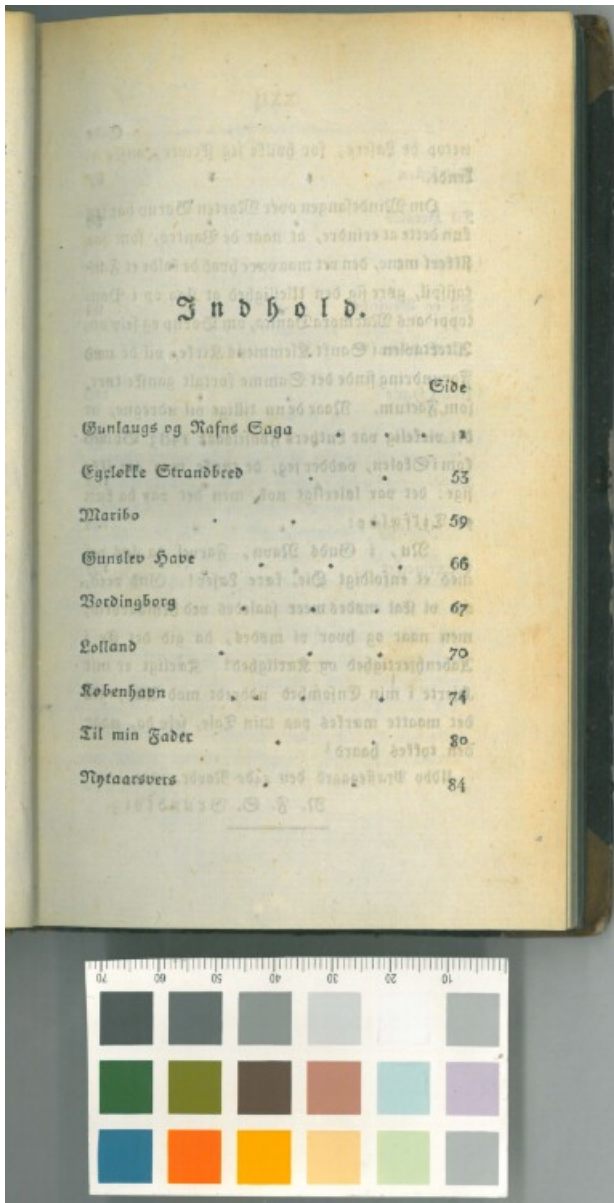 Indhold.
Side
Gunlaugs og Rafns Saga . . . . 1
Egeløkke Strandbred . . 53
Maribo . . . . 59
Gunslev Have . . . . 66
Vordingborg . . . 67
Lolland . . . 70
København . . . 74
Til min Fader . . 80
Nytaarsvers . . 84
70 60 50 40 30 20 10